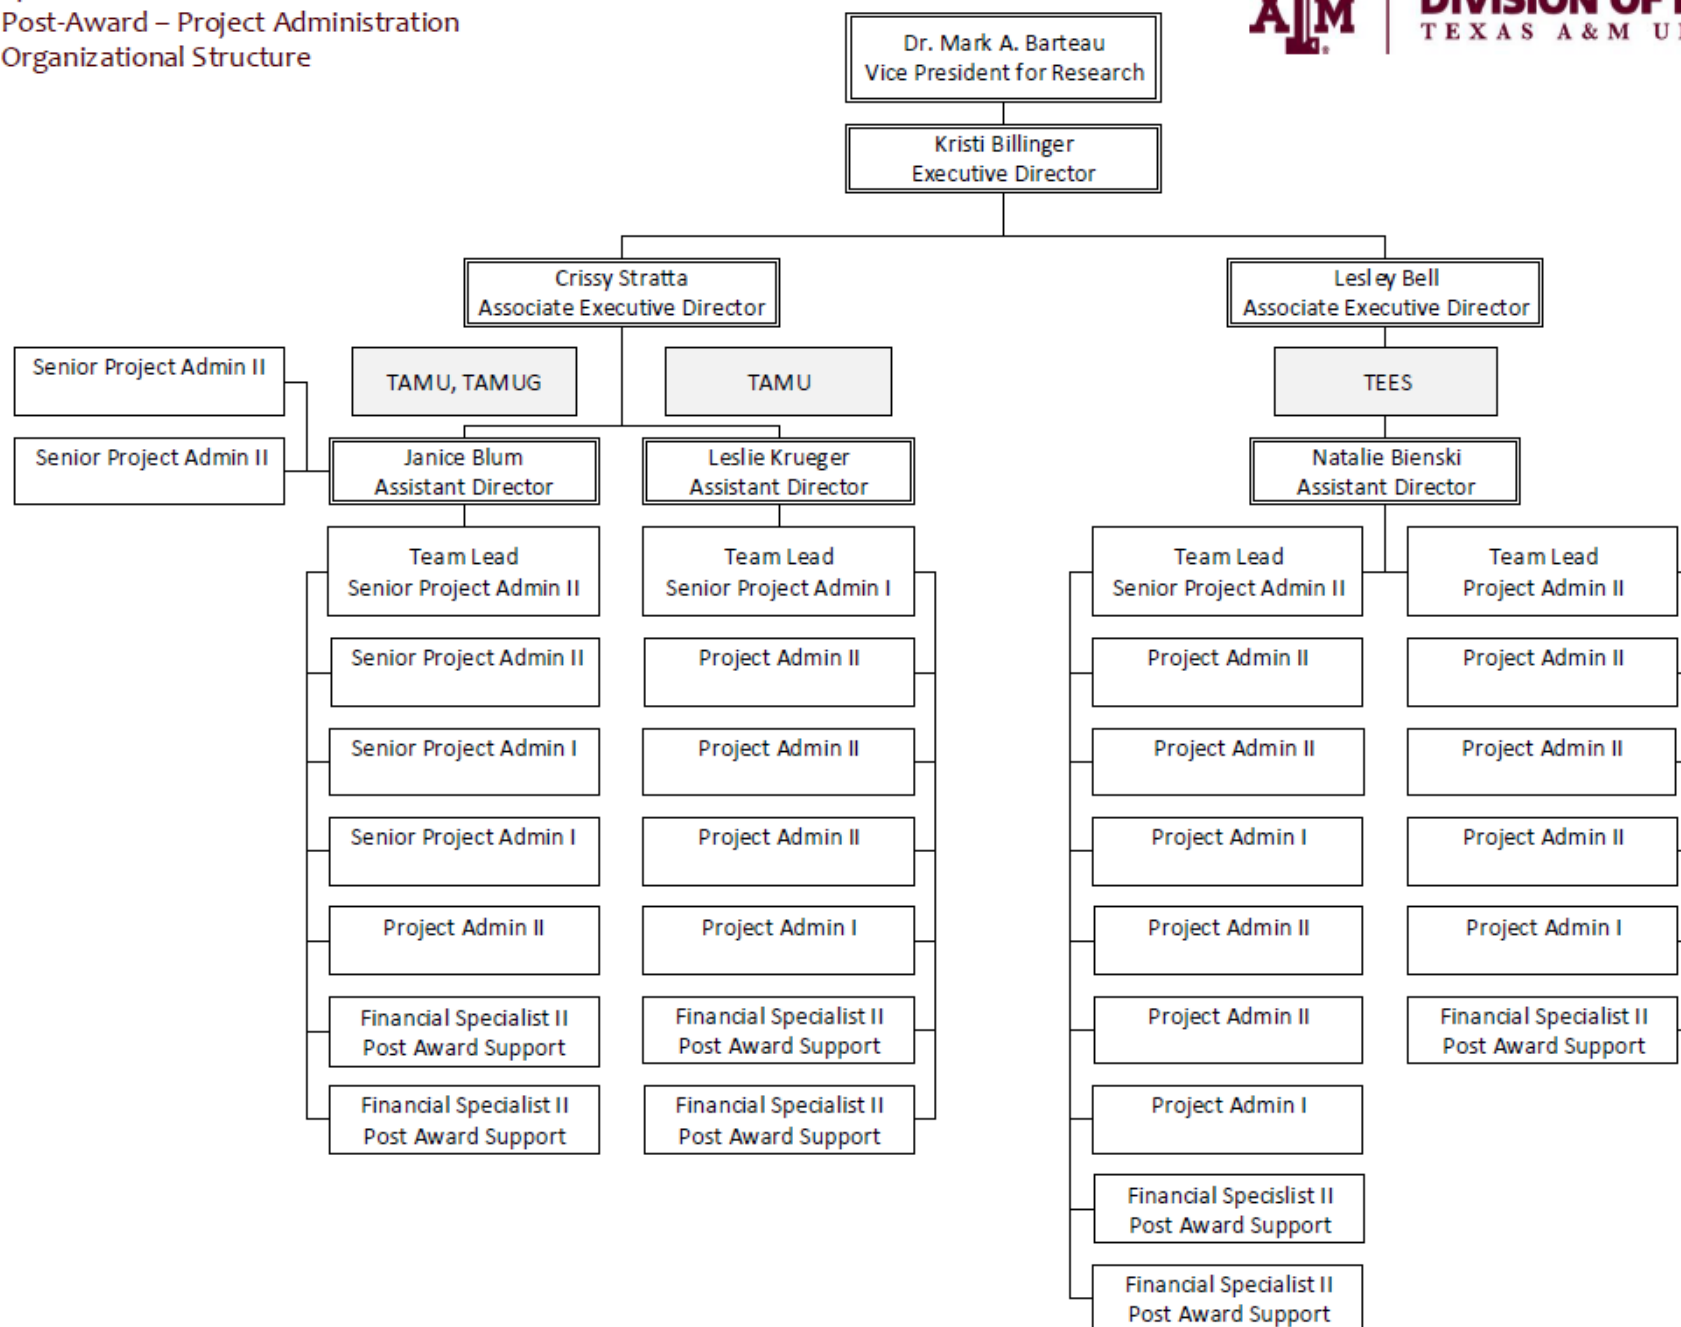 Post-Award – Project Administration
Organizational Structure
DIVISION OF
TEXAS A&M
Dr. Mark A. Barteau
Vice President for Research
Kristi Billinger
Executive Director
Crissy Stratta
Associate Executive Director
Lesley Bell
Associate Executive Director
Senior Project Admin II
TAMU, TAMUG
TAMU
TEES
Senior Project Admin II
Janice Blum
Assistant Director
Leslie Krueger
Assistant Director
Natalie Bienski
Assistant Director
Team Lead
Senior Project Admin II
Senior Project Admin II
Senior Project Admin I
Senior Project Admin I
Project Admin II
Financial Specialist II
Post Award Support
Financial Specialist II
Post Award Support
Team Lead
Senior Project Admin I
Project Admin II
Project Admin II
Project Admin II
Project Admin I
Financial Specialist II
Post Award Support
Financial Specialist II
Post Award Support
Team Lead
Senior Project Admin II
Project Admin II
Project Admin II
Project Admin I
Project Admin II
Project Admin II
Project Admin I
Financial Specislist II
Post Award Support
Financial Specialist II
Post Award Support
Team Lead
Project Admin II
Project Admin II
Project Admin II
Project Admin II
Project Admin I
Financial Specialist II
Post Award Support